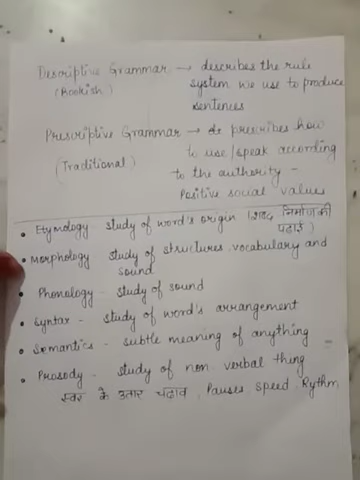 Descriptive Grammar → describes the rule
(Bookish) system we use to produce
sentences
Prescriptive Grammar → prescribes how
to use/speak according
(Traditional) to the authority -
Positive social values
• Etymology - study of word's origin (शब्द निर्माण की
पढाई)
• Morphology study of structures, vocabulary and
sound
• Phonology - study of sound
• Syntax - study of word's arrangement
• Semantics - subtle meaning of anything
• Prosody - study of non verbal thing
स्वर के उतार चढ़ाव, Pauses, Speed, Rythm